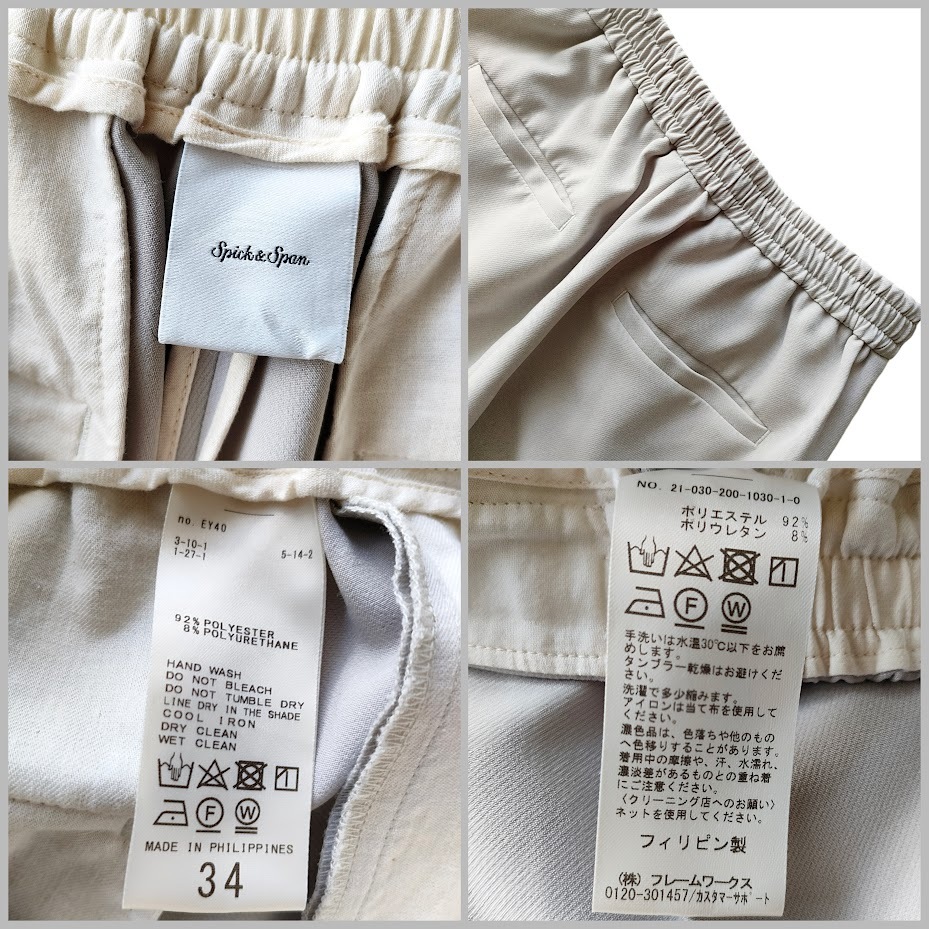 Spick & Span
no. EY40
3-10-1
1-27-1 5-14-2
92% POLYESTER
8% POLYURETHANE
HAND WASH
DO NOT BLEACH
DO NOT TUMBLE DRY
LINE DRY IN THE SHADE
COOL IRON
DRY CLEAN
WET CLEAN
F W
MADE IN PHILIPPINES
34
NO. 21-030-200-1030-1-0
ポリエステル 92%
ポリウレタン 8%
F W
手洗いは水温30℃以下をお薦
めします。
タンブラー乾燥はお避けくだ
さい。
洗濯で多少縮みます。
アイロンは当て布を使用して
ください。
濃色品は、色落ちや他のもの
へ色移りすることがあります。
着用中の摩擦や、汗、水濡れ、
濃淡差があるものとの重ね着
にご注意ください。
〈クリーニング店へのお願い〉
ネットを使用してください。
フィリピン製
(株) フレームワークス
0120-301457/カスタマーサポート